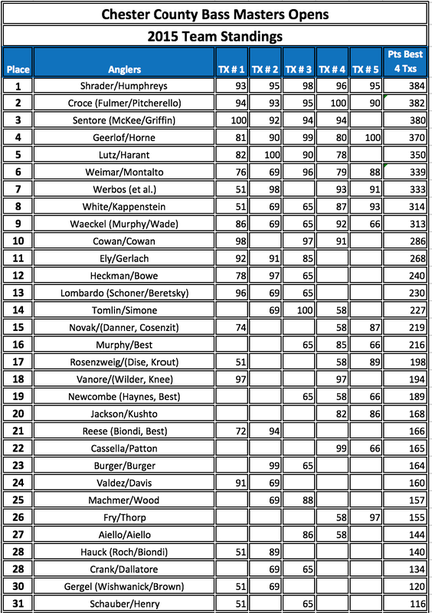 Chester County Bass Masters Opens
2015 Team Standings
Place Anglers TX # 1 TX # 2 TX # 3 TX # 4 TX # 5 Pts Best 4 Txs
1 Shrader/Humphreys 93 95 98 96 95 384
2 Croce (Fulmer/Pitcherello) 94 93 95 100 90 382
3 Sentore (McKee/Griffin) 100 92 94 94 380
4 Geerlof/Horne 81 90 99 80 100 370
5 Lutz/Harant 82 100 90 78 350
6 Weimar/Montalto 76 69 96 79 88 339
7 Werbos (et al.) 51 98 93 91 333
8 White/Kappenstein 51 69 65 87 93 314
9 Waeckel (Murphy/Wade) 86 69 65 92 66 313
10 Cowan/Cowan 98 97 91 286
11 Ely/Gerlach 92 91 85 268
12 Heckman/Bowe 78 97 65 240
13 Lombardo (Schoner/Beretsky) 96 69 65 230
14 Tomlin/Simone 69 100 58 227
15 Novak/(Danner, Cosenzit) 74 58 87 219
16 Murphy/Best 65 85 66 216
17 Rosenzweig/(Dise, Krout) 51 58 89 198
18 Vanore/(Wilder, Knee) 97 97 194
19 Newcombe (Haynes, Best) 65 58 66 189
20 Jackson/Kushto 82 86 168
21 Reese (Biondi, Best) 72 94 166
22 Cassella/Patton 99 66 165
23 Burger/Burger 99 65 164
24 Valdez/Davis 91 69 160
25 Machmer/Wood 69 88 157
26 Fry/Thorp 58 97 155
27 Aiello/Aiello 86 58 144
28 Hauck (Roch/Biondi) 51 89 140
28 Crank/Dallatore 69 65 134
30 Gergel (Wishwanick/Brown) 51 69 120
31 Schauber/Henry 51 65 116